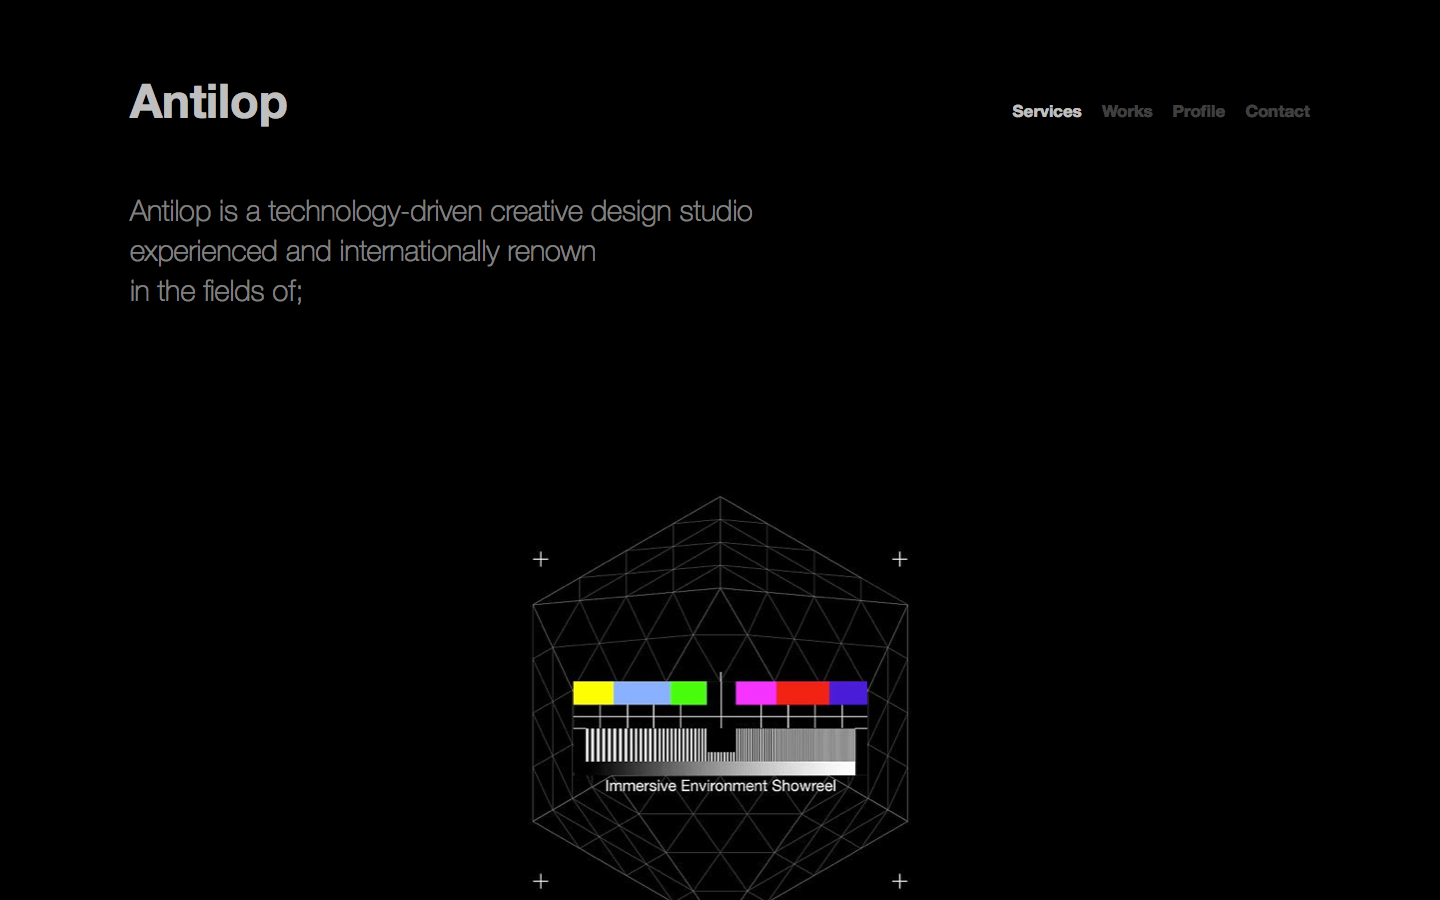 Antilop
Services Works Profile Contact
Antilop is a technology-driven creative design studio
experienced and internationally renown
in the fields of;
Immersive Environment Showreel